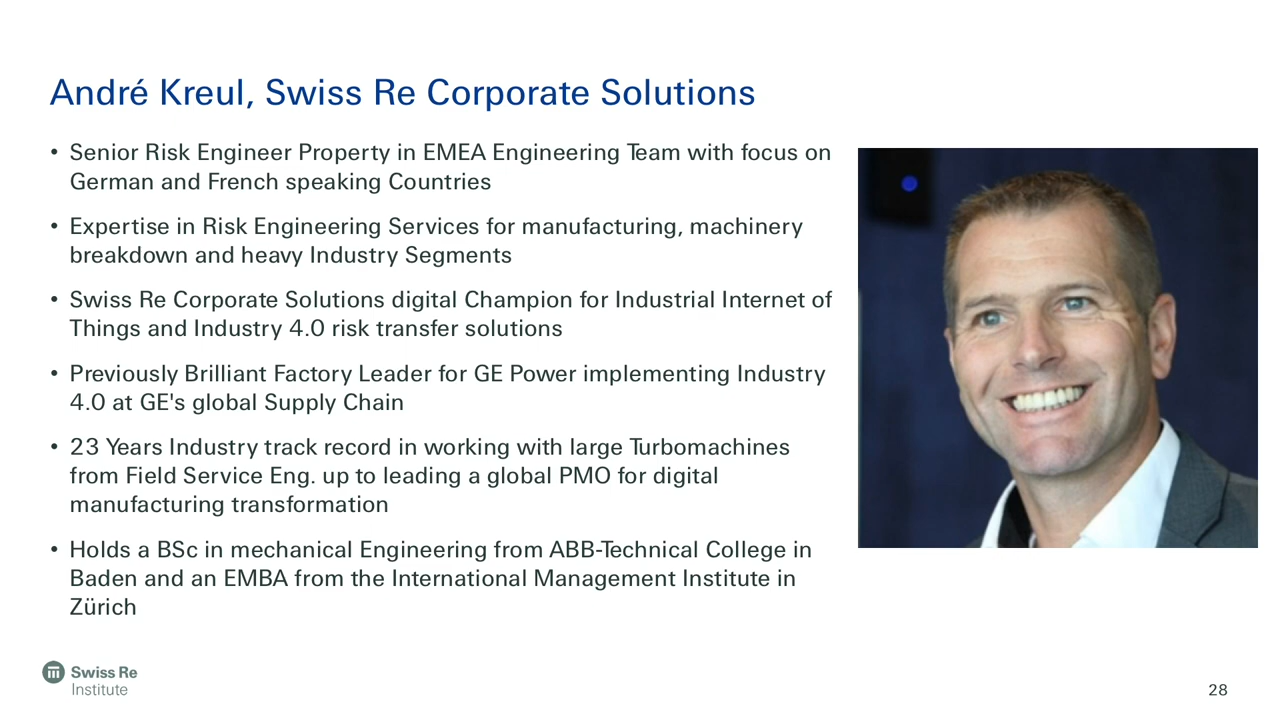 André Kreul, Swiss Re Corporate Solutions
• Senior Risk Engineer Property in EMEA Engineering Team with focus on
German and French speaking Countries
• Expertise in Risk Engineering Services for manufacturing, machinery
breakdown and heavy Industry Segments
• Swiss Re Corporate Solutions digital Champion for Industrial Internet of
Things and Industry 4.0 risk transfer solutions
• Previously Brilliant Factory Leader for GE Power implementing Industry
4.0 at GE's global Supply Chain
• 23 Years Industry track record in working with large Turbomachines
from Field Service Eng. up to leading a global PMO for digital
manufacturing transformation
• Holds a BSc in mechanical Engineering from ABB-Technical College in
Baden and an EMBA from the International Management Institute in
Zürich
Swiss Re
Institute
28